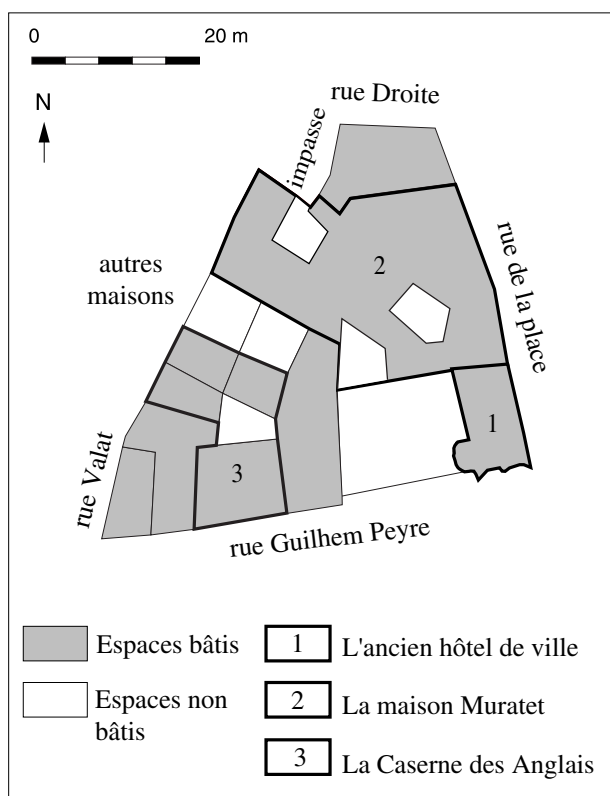 0 20 m
N
rue Droite
impasse
autres
maisons
2
rue de la place
1
3
rue Valat
rue Guilhem Peyre
Espaces bâtis
1 L'ancien hôtel de ville
Espaces non
bâtis
2 La maison Muratet
3 La Caserne des Anglais